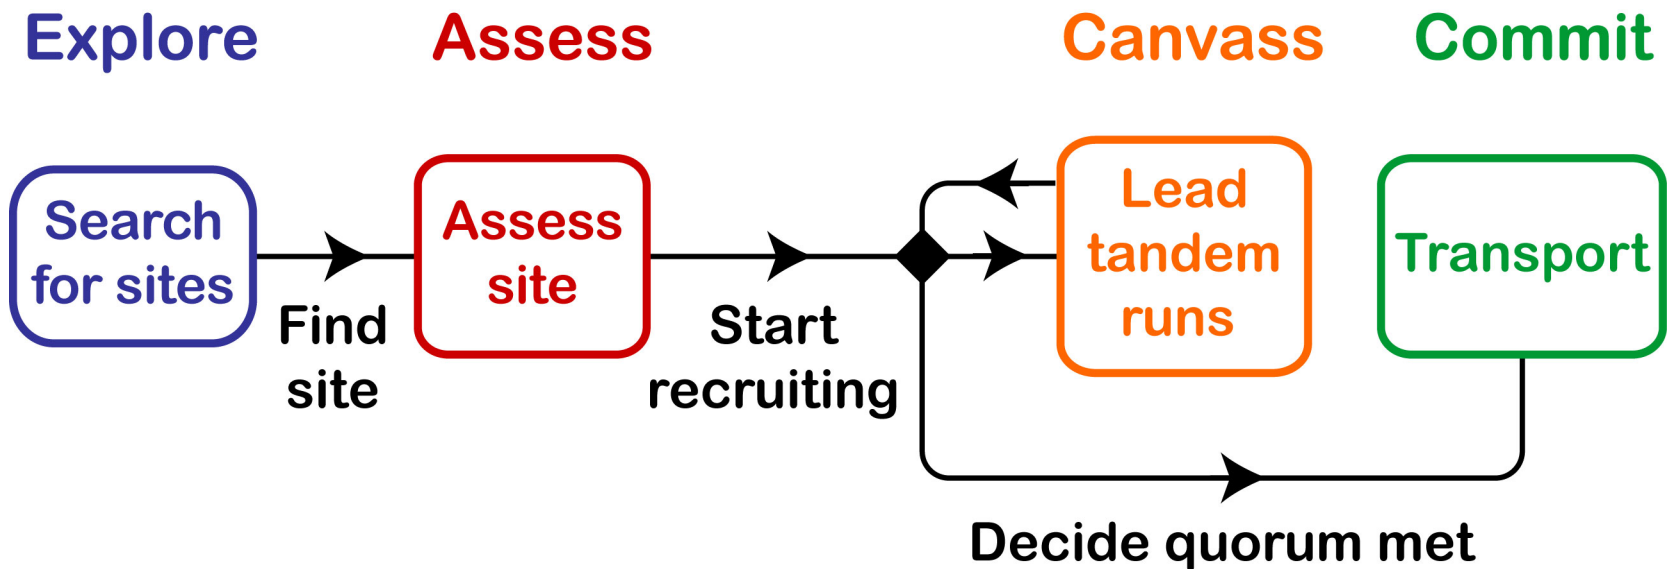 Explore
Assess
Canvass
Commit
Search
for sites
Find
site
Assess
site
Start
recruiting
Lead
tandem
runs
Transport
Decide quorum met